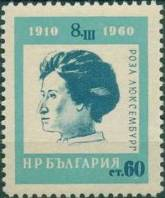 1910 8-III 1960
РОЗА ЛЮКСЕМБУРГ
НР БЪЛГАРИЯ
ст. 60